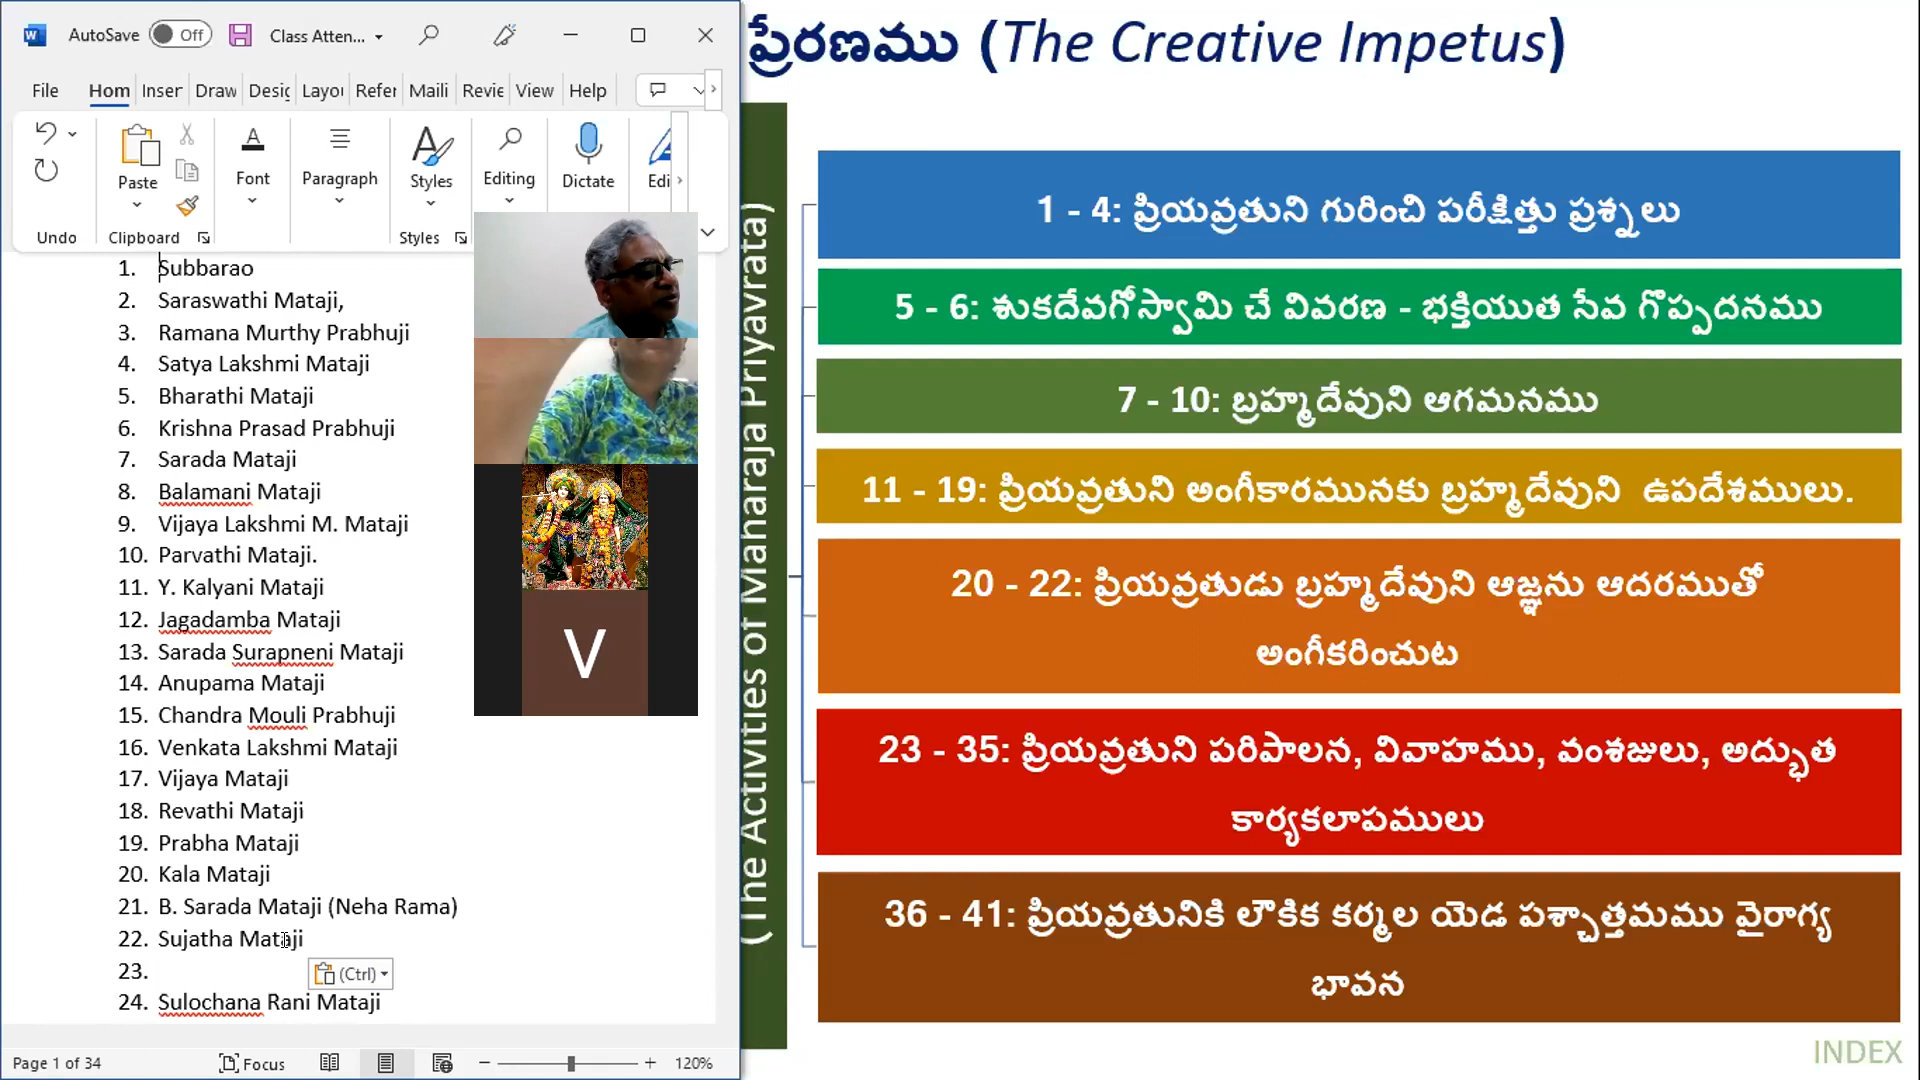 AutoSave Off Class Atten...
File Hom Inser Draw Desig Layou Refer Maili Revie View Help
Paste Font Paragraph Styles Editing Dictate Edi
Undo Clipboard Styles
1. Subbarao
2. Saraswathi Mataji,
3. Ramana Murthy Prabhuji
4. Satya Lakshmi Mataji
5. Bharathi Mataji
6. Krishna Prasad Prabhuji
7. Sarada Mataji
8. Balamani Mataji
9. Vijaya Lakshmi M. Mataji
10. Parvathi Mataji.
11. Y. Kalyani Mataji
12. Jagadamba Mataji
13. Sarada Surapneni Mataji
14. Anupama Mataji
15. Chandra Mouli Prabhuji
16. Venkata Lakshmi Mataji
17. Vijaya Mataji
18. Revathi Mataji
19. Prabha Mataji
20. Kala Mataji
21. B. Sarada Mataji (Neha Rama)
22. Sujatha Mataji
23.
(Ctrl)
24. Sulochana Rani Mataji
Page 1 of 34 Focus 120%
V
ప్రేరణము (The Creative Impetus)
(The Activities of Maharaja Priyavrata)
1 - 4: ప్రియవ్రతుని గురించి పరీక్షిత్తు ప్రశ్నలు
5 - 6: శుకదేవగోస్వామి చే వివరణ - భక్తియుత సేవ గొప్పదనము
7 - 10: బ్రహ్మదేవుని ఆగమనము
11 - 19: ప్రియవ్రతుని అంగీకారమునకు బ్రహ్మదేవుని ఉపదేశములు.
20 - 22: ప్రియవ్రతుడు బ్రహ్మదేవుని ఆజ్ఞను ఆదరముతో
అంగీకరించుట
23 - 35: ప్రియవ్రతుని పరిపాలన, వివాహము, వంశజులు, అద్భుత
కార్యకలాపములు
36 - 41: ప్రియవ్రతునికి లౌకిక కర్మల యెడ పశ్చాత్తమము వైరాగ్య
భావన
INDEX